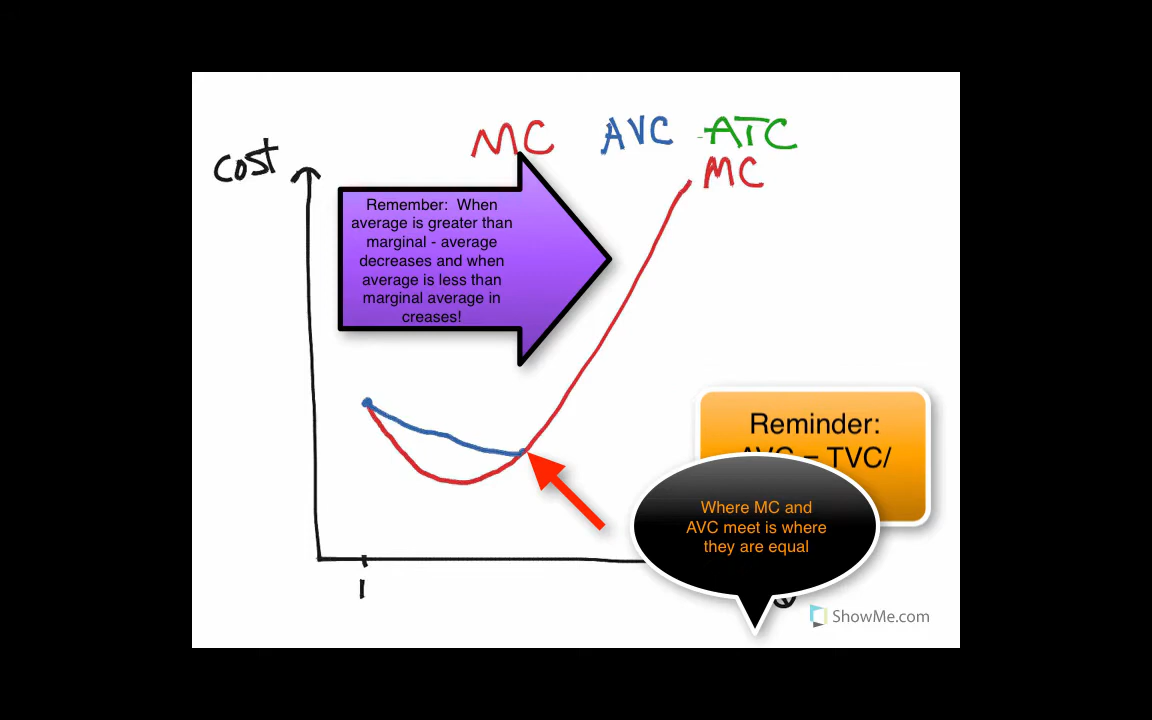 MC AVC ATC
cost
MC
Remember: When
average is greater than
marginal - average
decreases and when
average is less than
marginal average in
creases!
Reminder:
AVC = TVC/
Where MC and
AVC meet is where
they are equal
1
ShowMe.com